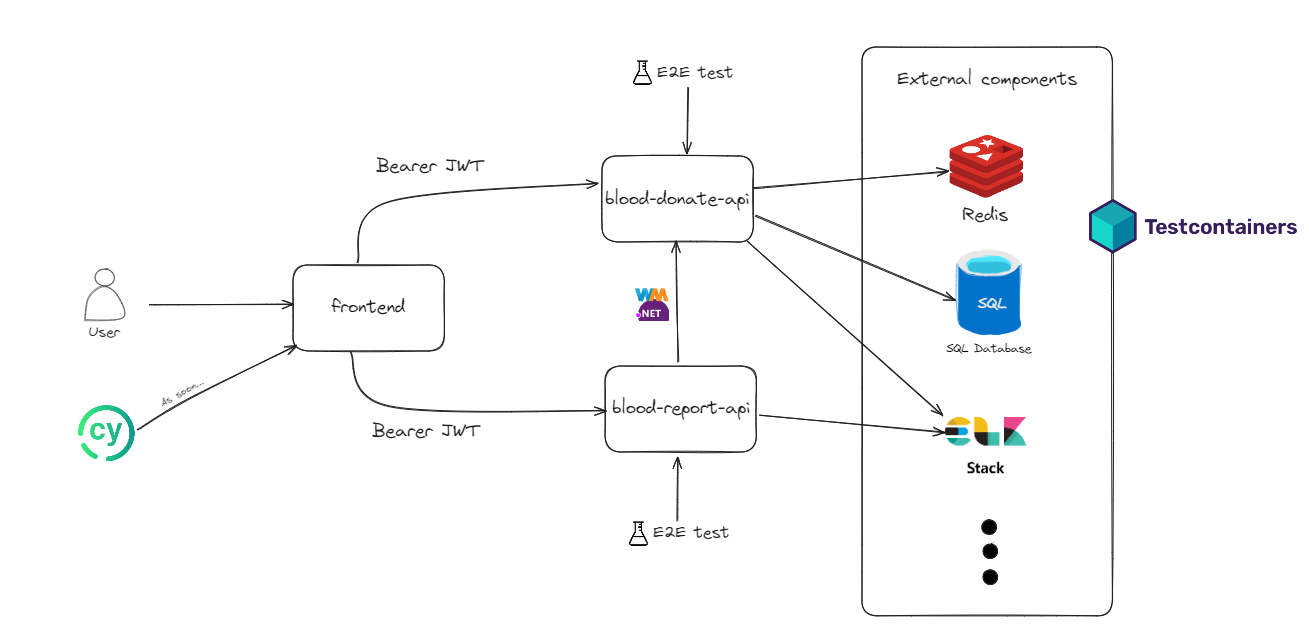 E2E test
External components
Bearer JWT
blood-donate-api
Redis
Testcontainers
frontend
User
WM
.NET
SQL
SQL Database
As soon...
blood-report-api
cy
Bearer JWT
ELK
Stack
E2E test